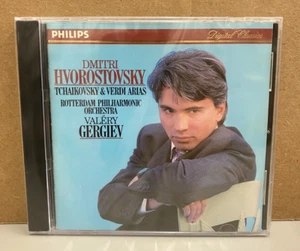 PHILIPS
Digital Classics
DMITRI
HVOROSTOVSKY
TCHAIKOVSKY & VERDI ARIAS
ROTTERDAM PHILHARMONIC
ORCHESTRA
VALERY
GERGIEV